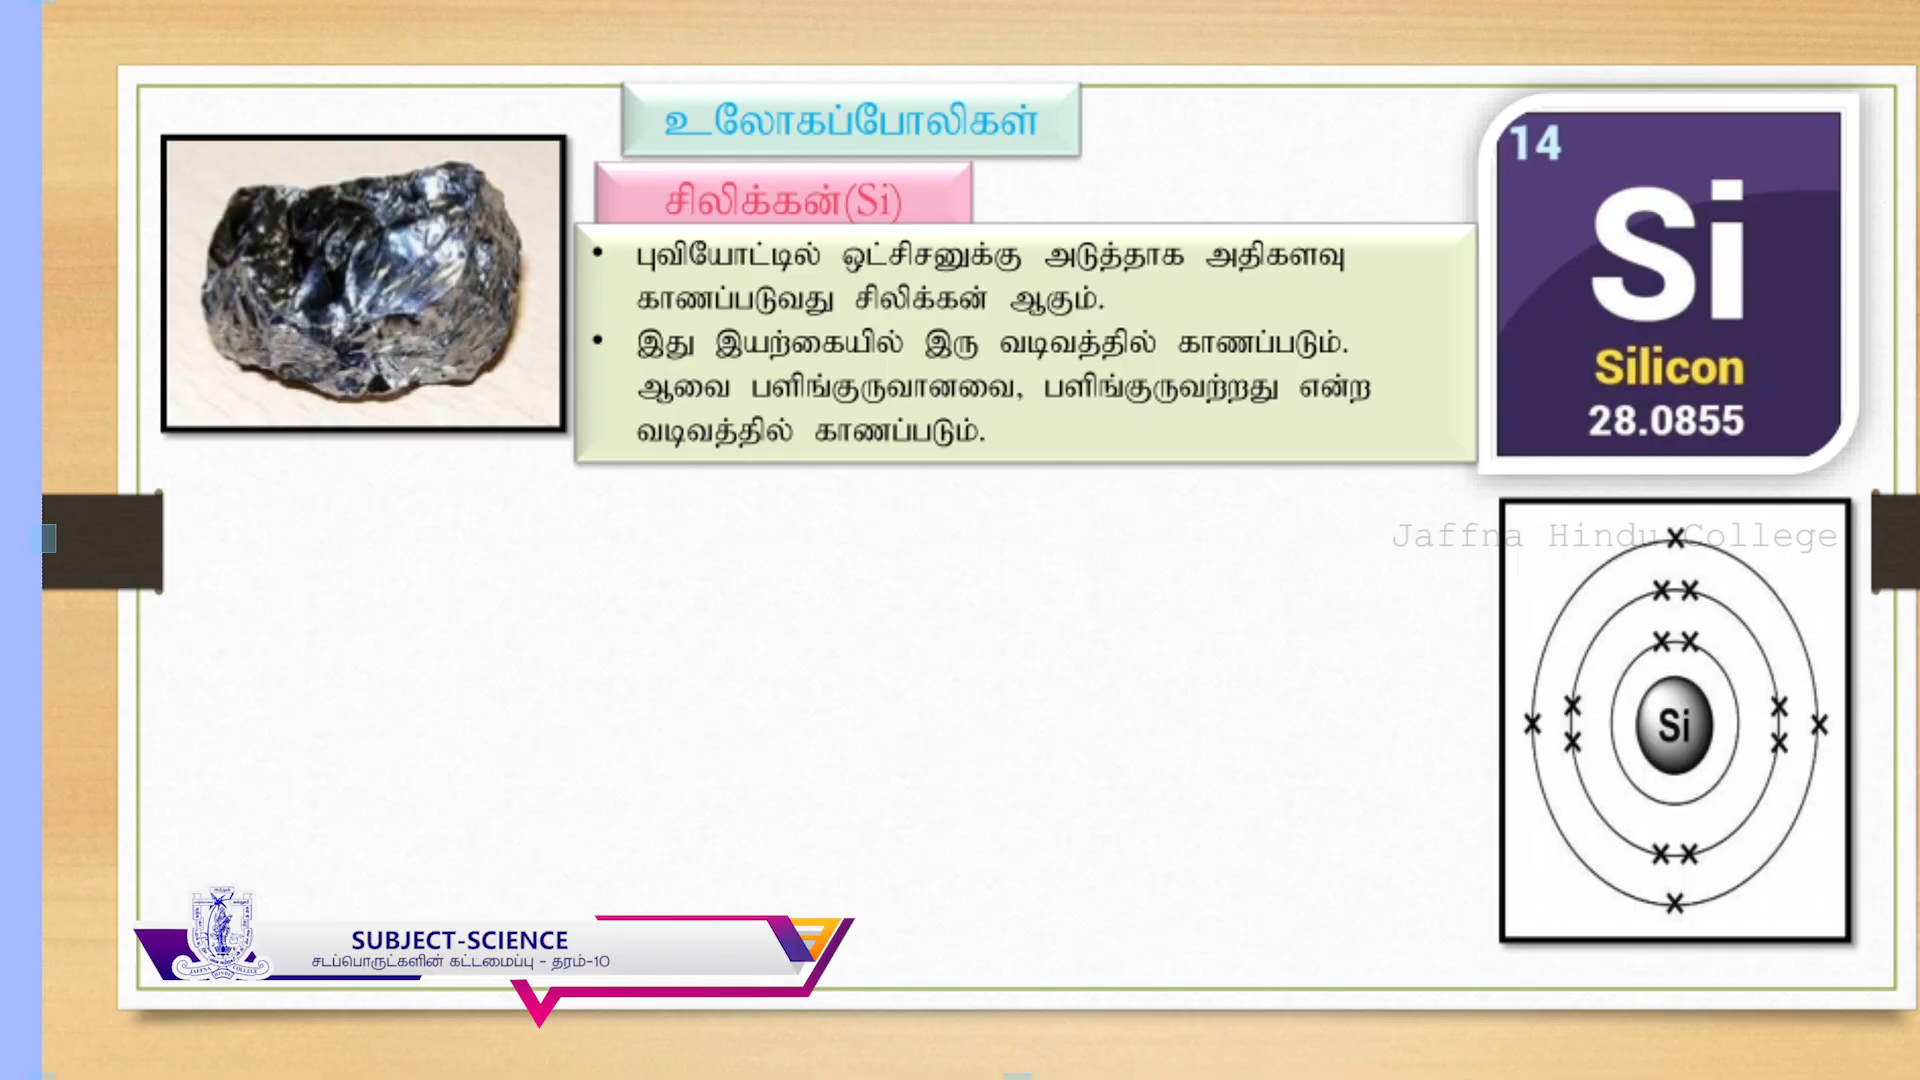 உலோகப்போலிகள்
சிலிக்கன்(Si)
• புவியோட்டில் ஒட்சிசனுக்கு அடுத்தாக அதிகளவு
காணப்படுவது சிலிக்கன் ஆகும்.
• இது இயற்கையில் இரு வடிவத்தில் காணப்படும்.
ஆவை பளிங்குருவானவை, பளிங்குருவற்றது என்ற
வடிவத்தில் காணப்படும்.
14
Si
Silicon
28.0855
Jaffna Hindu College
Si
SUBJECT-SCIENCE
சடப்பொருட்களின் கட்டமைப்பு - தரம்-10